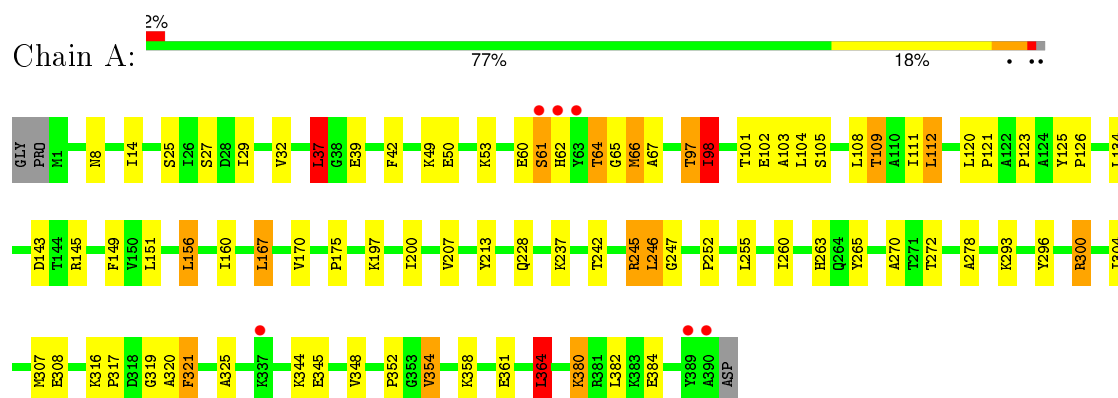 2%
Chain A:
77% 18% • •
GLY PRO M1 N8 I14 S25 I26 S27 D28 I29 V32 L37 G38 E39 F42 K49 E50 K53 E60 S61 H62 Y63 T64 G65 M66 A67 T97 I98 T101 E102 A103 L104 S105 L108 T109 A110 I111 L112 L120 P121 A122 P123 A124 Y125 P126 L134
D143 T144 R145 F149 V150 L151 L156 I160 L167 V170 P175 K197 I200 V207 Y213 Q228 K237 T242 R245 L246 G247 P252 L255 I260 H263 Q264 Y265 A270 T271 T272 A278 K293 Y296 R300
M307 E308 K316 P317 D318 G319 A320 F321 A325 K337 K344 E345 V348 P352 G353 V354 K358 E361 L364 K380 R381 L382 K383 E384 Y389 A390 ASP